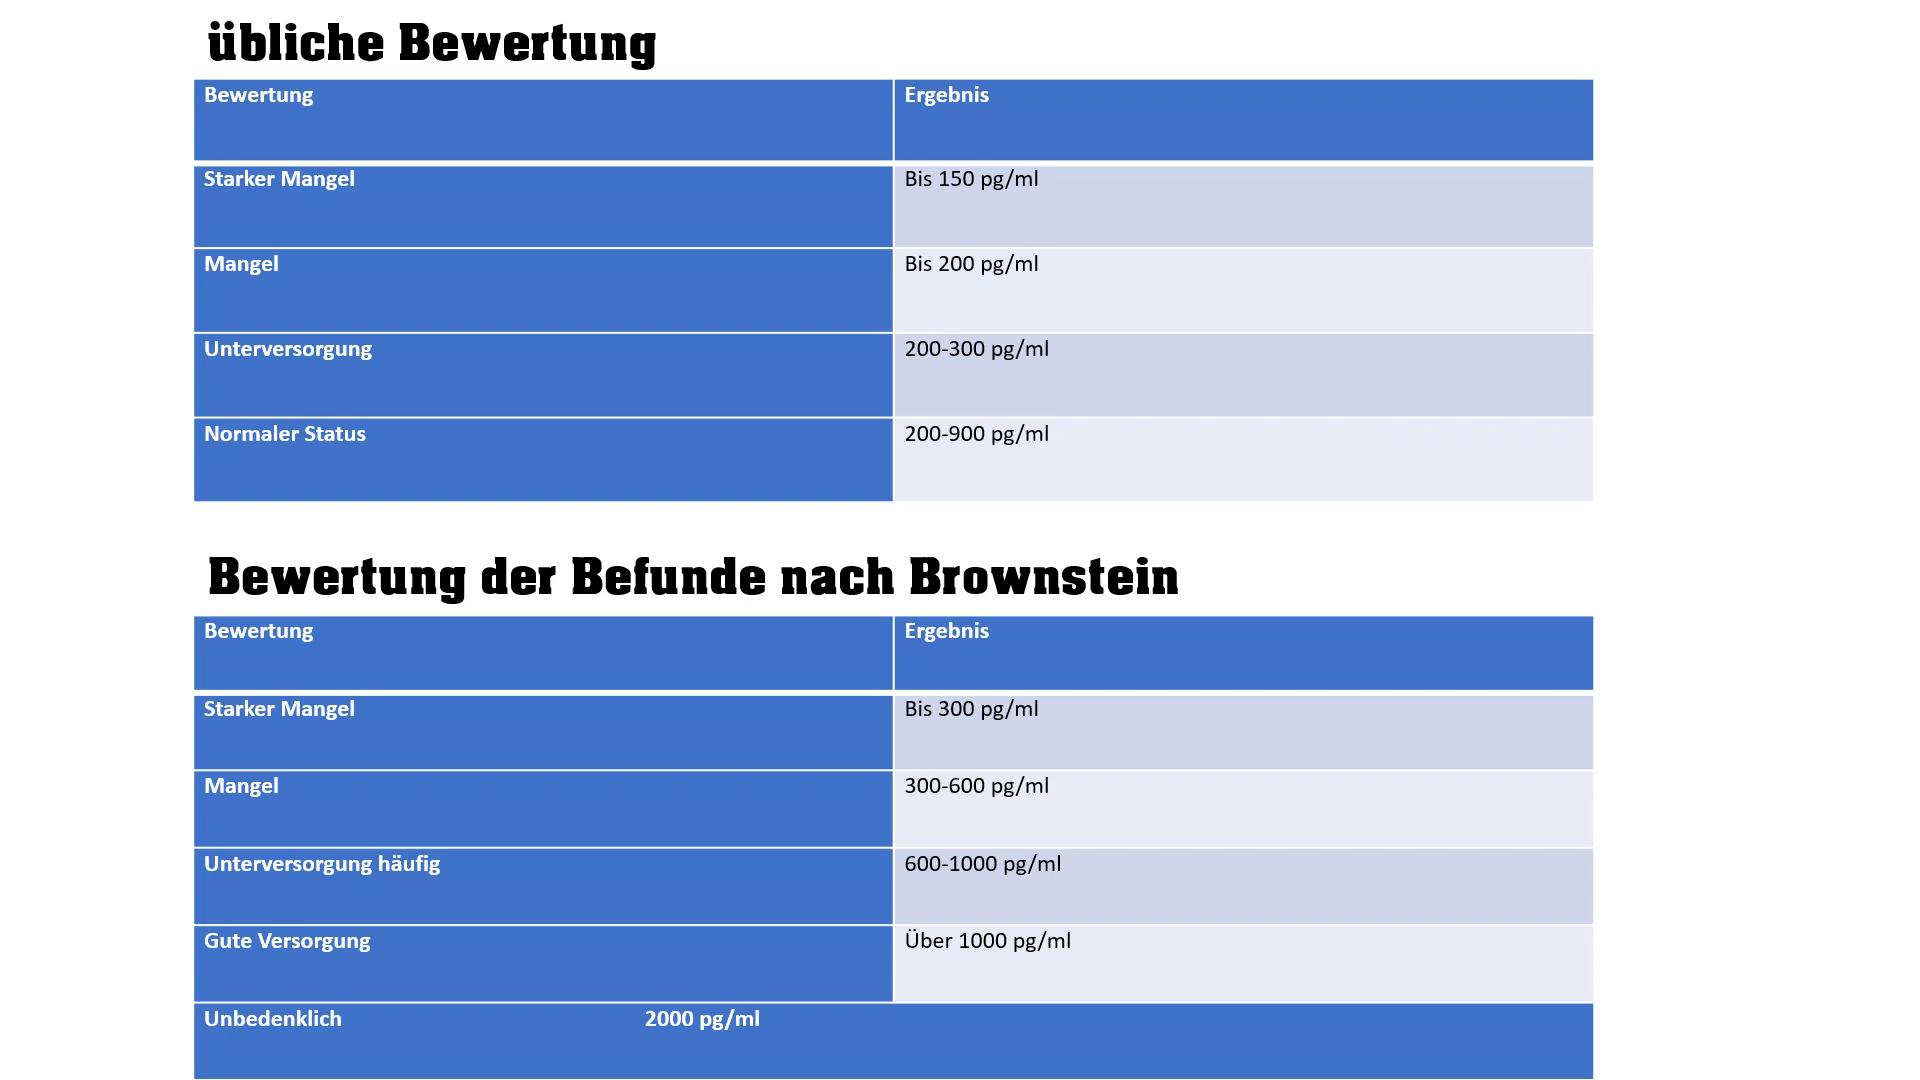 übliche Bewertung
Bewertung Ergebnis
Starker Mangel Bis 150 pg/ml
Mangel Bis 200 pg/ml
Unterversorgung 200-300 pg/ml
Normaler Status 200-900 pg/ml
Bewertung der Befunde nach Brownstein
Bewertung Ergebnis
Starker Mangel Bis 300 pg/ml
Mangel 300-600 pg/ml
Unterversorgung häufig 600-1000 pg/ml
Gute Versorgung Über 1000 pg/ml
Unbedenklich 2000 pg/ml